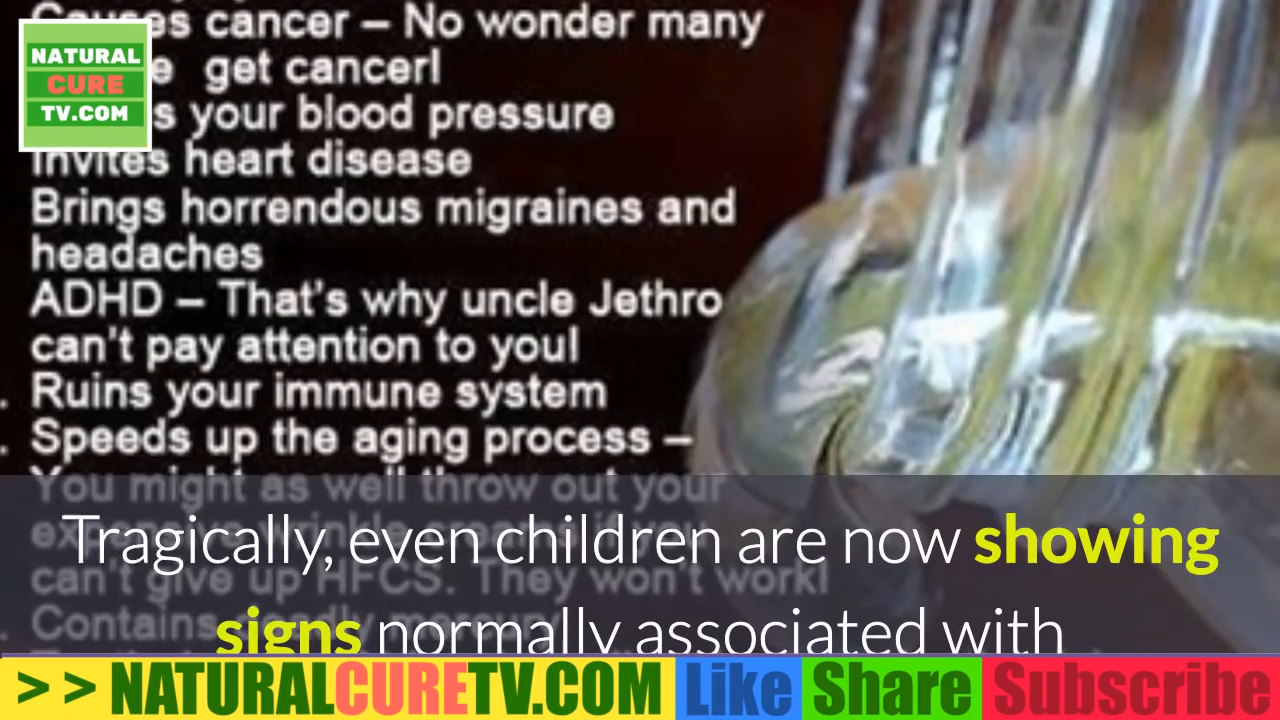 NATURAL
CURE
TV.COM
es cancer – No wonder many
e get cancer!
s your blood pressure
Invites heart disease
Brings horrendous migraines and
headaches
ADHD – That's why uncle Jethro
can't pay attention to you!
. Ruins your immune system
. Speeds up the aging process –
You might as well throw out your
can't give up HFCS. They won't work!
. Contains
Tragically, even children are now showing
signs normally associated with
> > NATURALCURETV.COM Like Share Subscribe